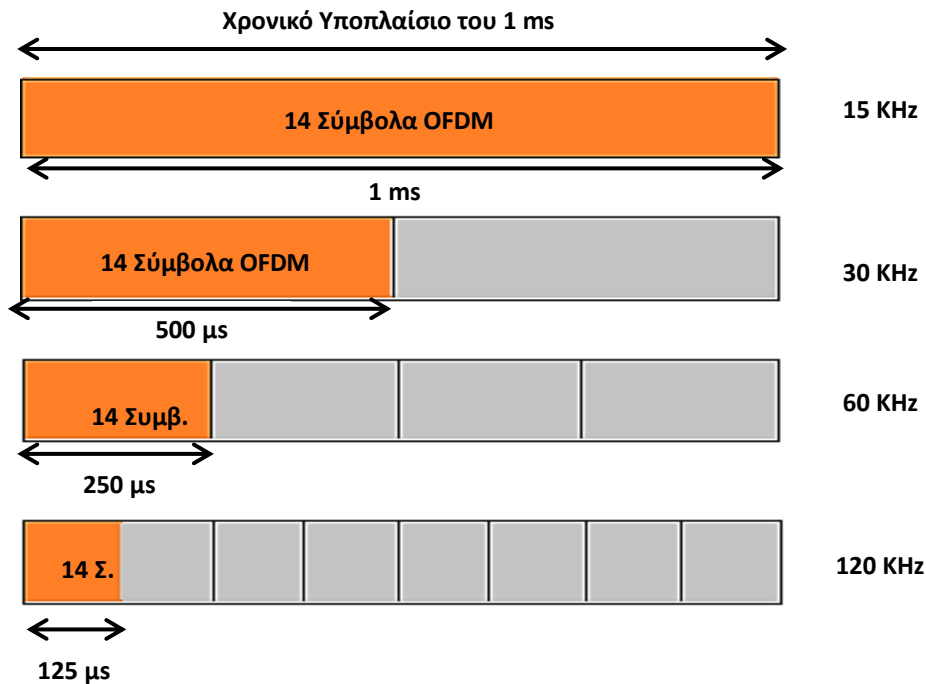 Χρονικό Υποπλαίσιο του 1 ms
14 Σύμβολα OFDM
15 KHz
1 ms
14 Σύμβολα OFDM
30 KHz
500 μs
14 Συμβ.
60 KHz
250 μs
14 Σ.
120 KHz
125 μs